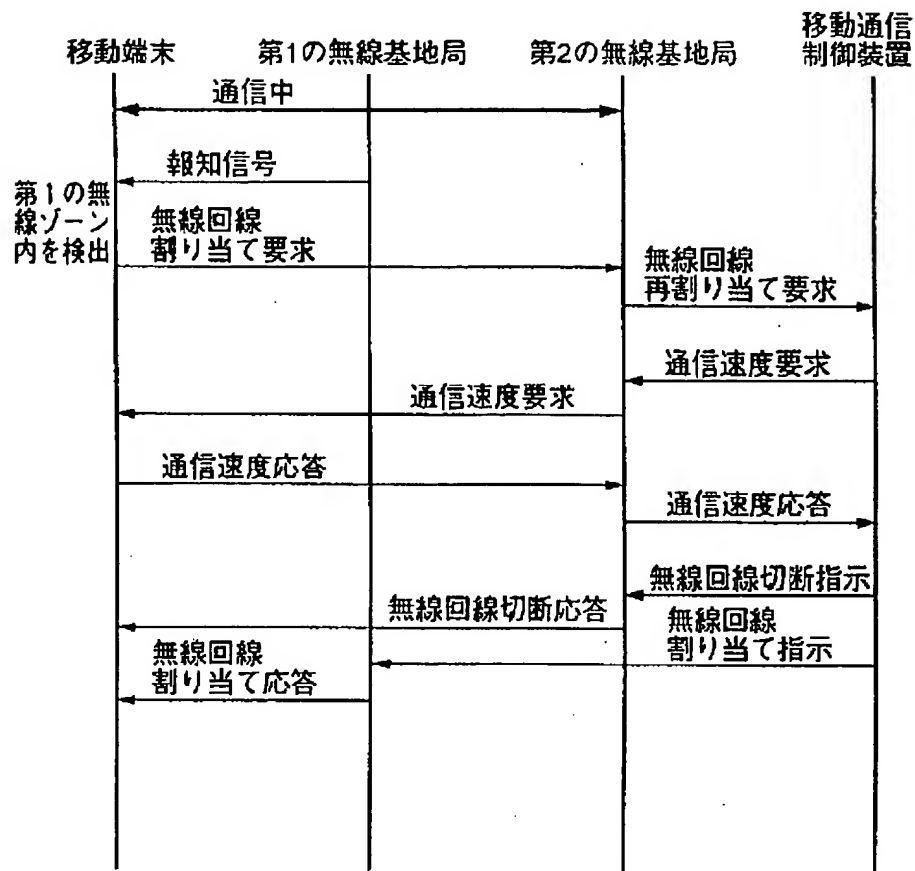 移動端末
第1の無線基地局
第2の無線基地局
移動通信
制御装置
通信中
報知信号
第1の無
線ゾーン
内を検出
無線回線
割り当て要求
無線回線
再割り当て要求
通信速度要求
通信速度要求
通信速度応答
通信速度応答
無線回線切断指示
無線回線切断応答
無線回線
割り当て指示
無線回線
割り当て応答